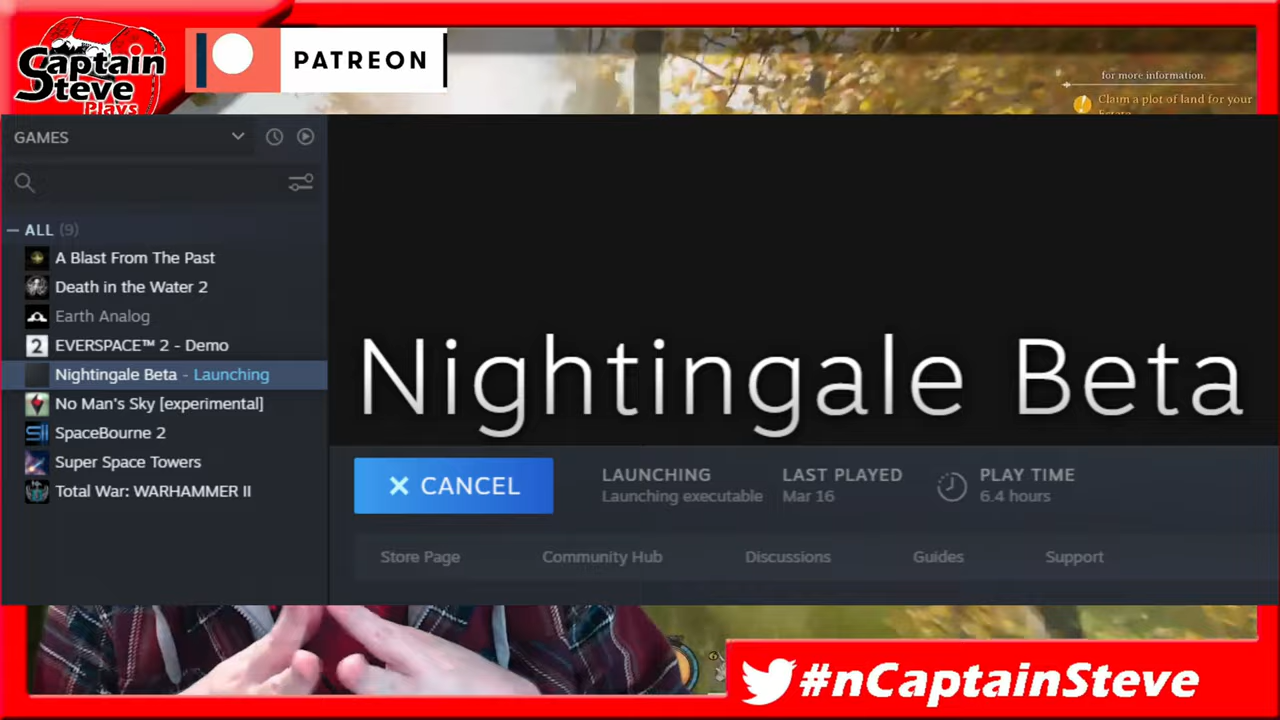 Captain
Steve
Plays
PATREON
for more information.
Claim a plot of land for your
Estate
GAMES
ALL (9)
A Blast From The Past
Death in the Water 2
Earth Analog
2
EVERSPACE™ 2 - Demo
Nightingale Beta - Launching
No Man's Sky [experimental]
SpaceBourne 2
Super Space Towers
Total War: WARHAMMER II
Nightingale Beta
CANCEL
LAUNCHING
Launching executable
LAST PLAYED
Mar 16
PLAY TIME
6.4 hours
Store Page
Community Hub
Discussions
Guides
Support
#nCaptainSteve